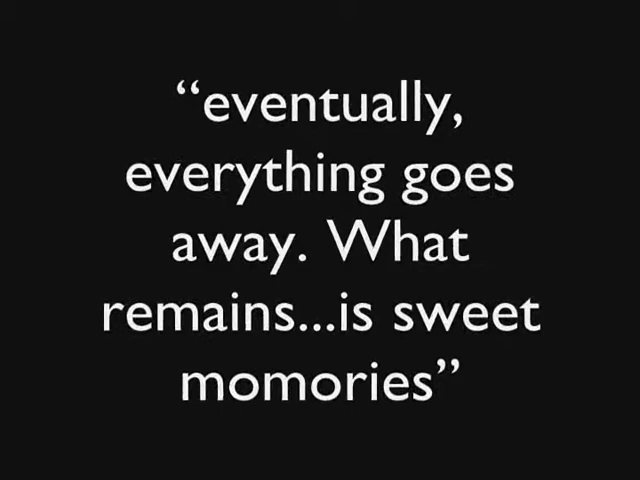 “eventually,
everything goes
away. What
remains...is sweet
momories”